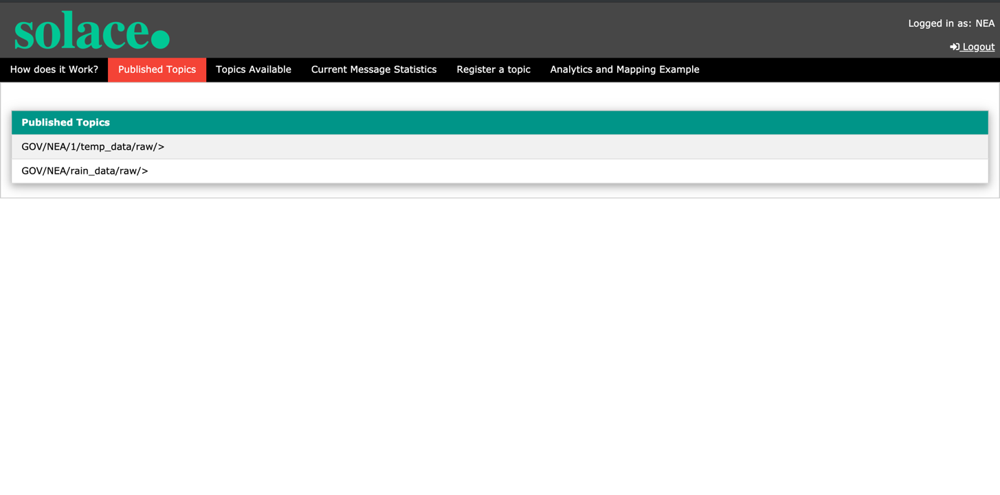 solace.
Logged in as: NEA
Logout
How does it Work? Published Topics Topics Available Current Message Statistics Register a topic Analytics and Mapping Example
Published Topics
GOV/NEA/1/temp_data/raw/>
GOV/NEA/rain_data/raw/>